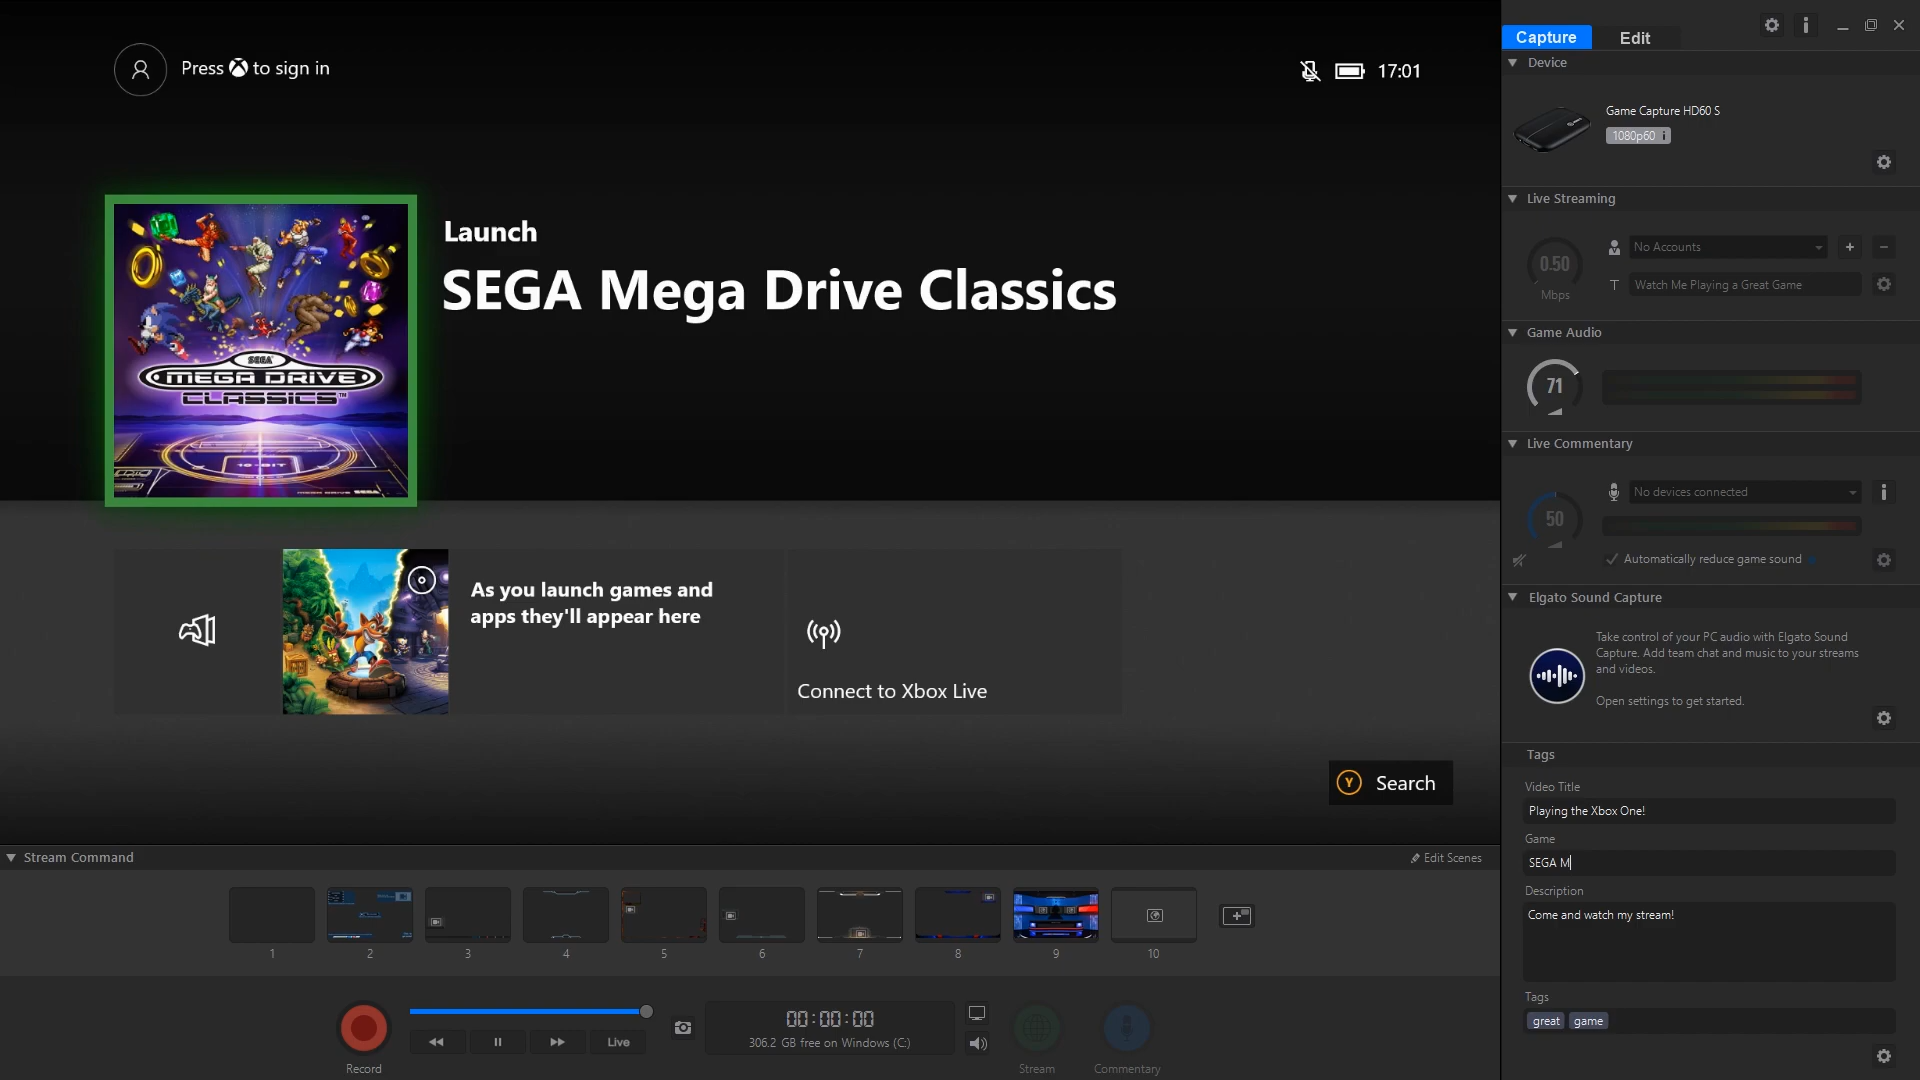 Press to sign in
17:01
Launch
SEGA Mega Drive Classics
SEGA
MEGA DRIVE
CLASSICS™
16-BIT
SEGA
As you launch games and
apps they'll appear here
Connect to Xbox Live
Y Search
Stream Command
Edit Scenes
1 2 3 4 5 6 7 8 9 10
00:00:00
306.2 GB free on Windows (C:)
Live
Record
Stream
Commentary
Capture Edit
Device
Game Capture HD60 S
1080p60 i
Live Streaming
0.50
Mbps
No Accounts
T Watch Me Playing a Great Game
Game Audio
71
Live Commentary
50
No devices connected
Automatically reduce game sound
Elgato Sound Capture
Take control of your PC audio with Elgato Sound
Capture. Add team chat and music to your streams
and videos.
Open settings to get started.
Tags
Video Title
Playing the Xbox One!
Game
SEGA M
Description
Come and watch my stream!
Tags
great game